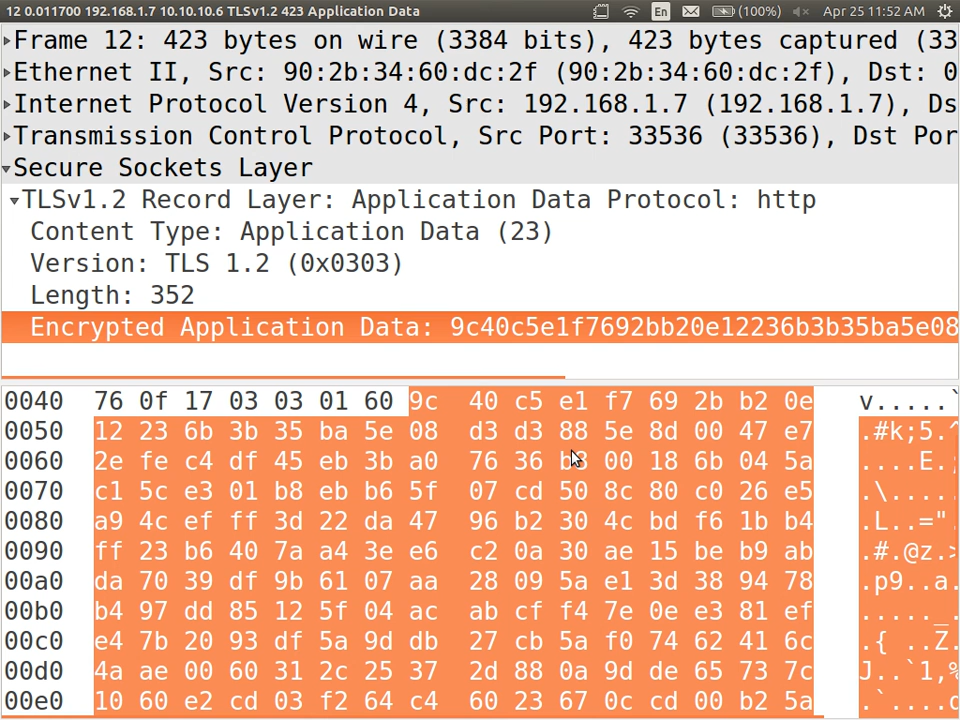 12 0.011700 192.168.1.7 10.10.10.6 TLSv1.2 423 Application Data En (100%) Apr 25 11:52 AM
Frame 12: 423 bytes on wire (3384 bits), 423 bytes captured (33
Ethernet II, Src: 90:2b:34:60:dc:2f (90:2b:34:60:dc:2f), Dst: 0
Internet Protocol Version 4, Src: 192.168.1.7 (192.168.1.7), Ds
Transmission Control Protocol, Src Port: 33536 (33536), Dst Por
Secure Sockets Layer
TLSv1.2 Record Layer: Application Data Protocol: http
Content Type: Application Data (23)
Version: TLS 1.2 (0x0303)
Length: 352
Encrypted Application Data: 9c40c5e1f7692bb20e12236b3b35ba5e08
0040 76 0f 17 03 03 01 60 9c 40 c5 e1 f7 69 2b b2 0e v.....`
0050 12 23 6b 3b 35 ba 5e 08 d3 d3 88 5e 8d 00 47 e7 .#k;5.^
0060 2e fe c4 df 45 eb 3b a0 76 36 b8 00 18 6b 04 5a ....E.;
0070 c1 5c e3 01 b8 eb b6 5f 07 cd 50 8c 80 c0 26 e5 .\.....
0080 a9 4c ef ff 3d 22 da 47 96 b2 30 4c bd f6 1b b4 .L..=".
0090 ff 23 b6 40 7a a4 3e e6 c2 0a 30 ae 15 be b9 ab .#.@z.>
00a0 da 70 39 df 9b 61 07 aa 28 09 5a e1 3d 38 94 78 .p9..a.
00b0 b4 97 dd 85 12 5f 04 ac ab cf f4 7e 0e e3 81 ef ....._.
00c0 e4 7b 20 93 df 5a 9d db 27 cb 5a f0 74 62 41 6c .{ ..Z.
00d0 4a ae 00 60 31 2c 25 37 2d 88 0a 9d de 65 73 7c J..`1,%
00e0 10 60 e2 cd 03 f2 64 c4 60 23 67 0c cd 00 b2 5a .`....d